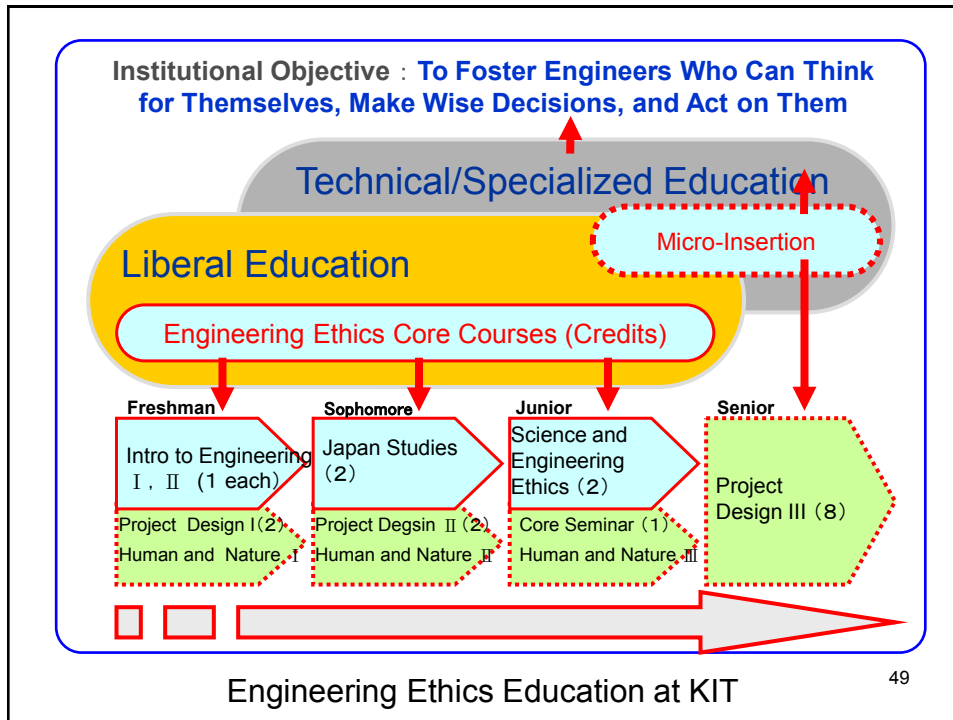 Institutional Objective : To Foster Engineers Who Can Think
for Themselves, Make Wise Decisions, and Act on Them
Technical/Specialized Education
Micro-Insertion
Liberal Education
Engineering Ethics Core Courses (Credits)
Freshman
Intro to Engineering
Ⅰ, Ⅱ (1 each)
Project Design I(2)
Human and Nature Ⅰ
Sophomore
Japan Studies
(2)
Project Degsin Ⅱ(2)
Human and Nature Ⅱ
Junior
Science and
Engineering
Ethics (2)
Core Seminar (1)
Human and Nature Ⅲ
Senior
Project
Design III (8)
Engineering Ethics Education at KIT
49